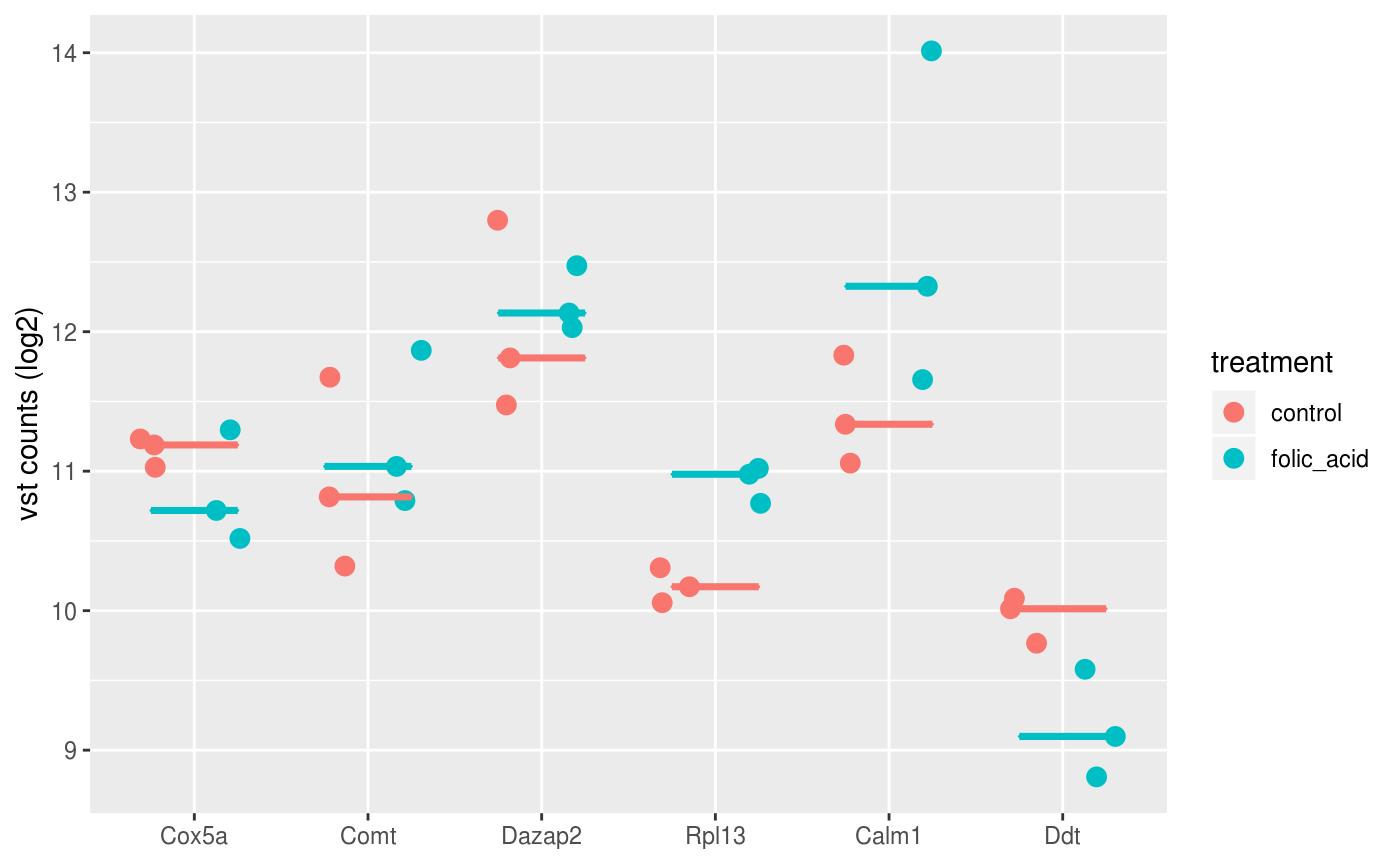 vst counts (log2)
14
13
12
11
10
9
Cox5a Comt Dazap2 Rpl13 Calm1 Ddt
treatment
control
folic_acid